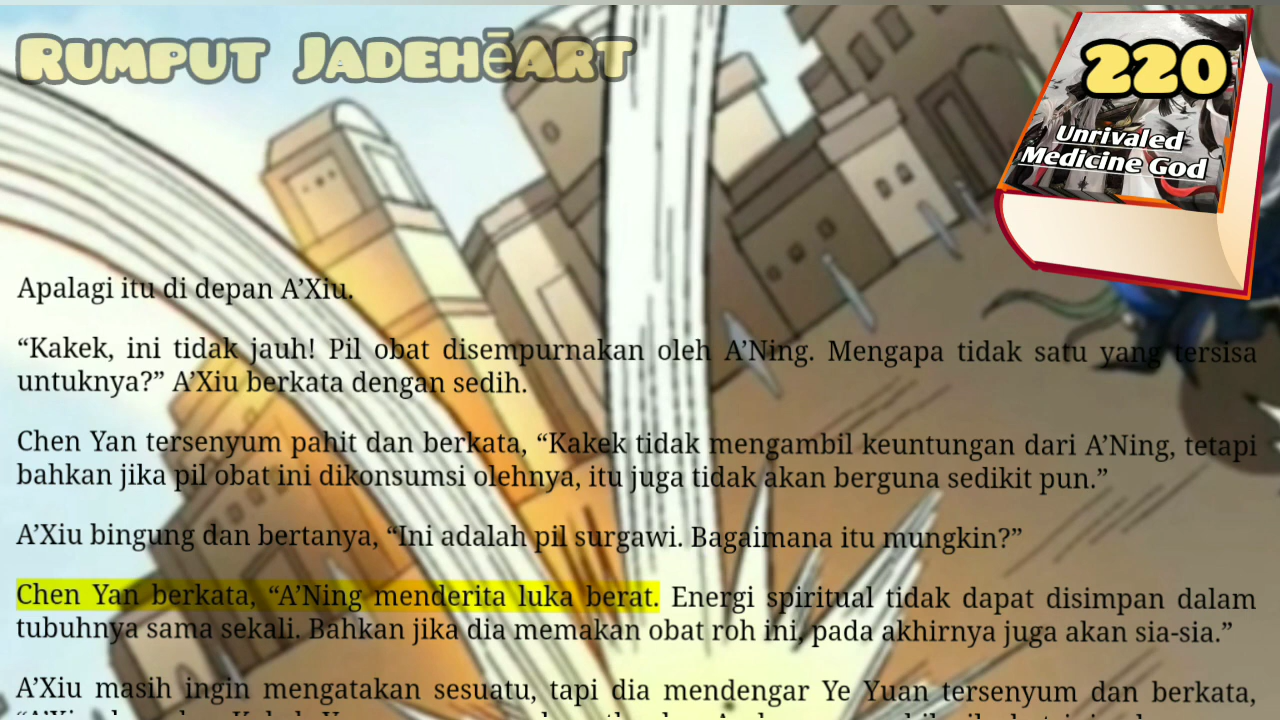 Rumput Jadehēart
220
Unrivaled
Medicine God
Apalagi itu di depan A’Xiu.
“Kakek, ini tidak jauh! Pil obat disempurnakan oleh A’Ning. Mengapa tidak satu yang tersisa
untuknya?” A’Xiu berkata dengan sedih.
Chen Yan tersenyum pahit dan berkata, “Kakek tidak mengambil keuntungan dari A’Ning, tetapi
bahkan jika pil obat ini dikonsumsi olehnya, itu juga tidak akan berguna sedikit pun.”
A’Xiu bingung dan bertanya, “Ini adalah pil surgawi. Bagaimana itu mungkin?”
Chen Yan berkata, “A’Ning menderita luka berat. Energi spiritual tidak dapat disimpan dalam
tubuhnya sama sekali. Bahkan jika dia memakan obat roh ini, pada akhirnya juga akan sia-sia.”
A’Xiu masih ingin mengatakan sesuatu, tapi dia mendengar Ye Yuan tersenyum dan berkata,